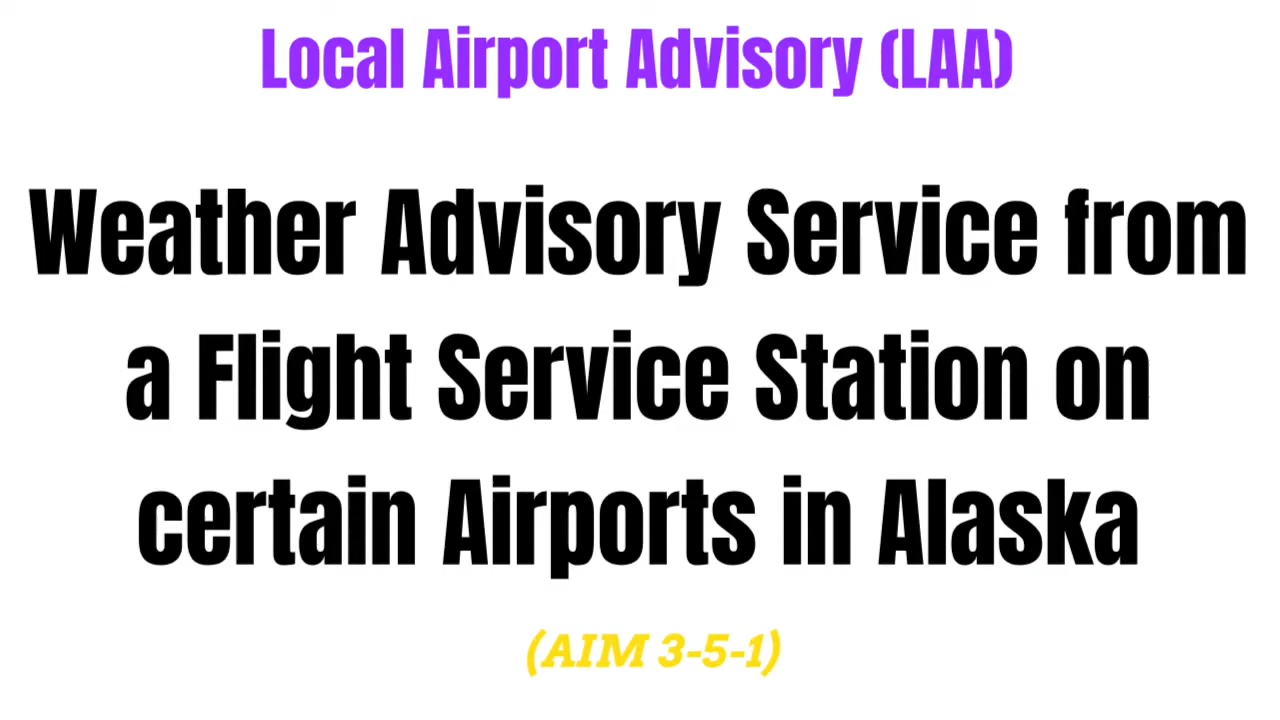 Local Airport Advisory (LAA)
Weather Advisory Service from
a Flight Service Station on
certain Airports in Alaska
(AIM 3-5-1)